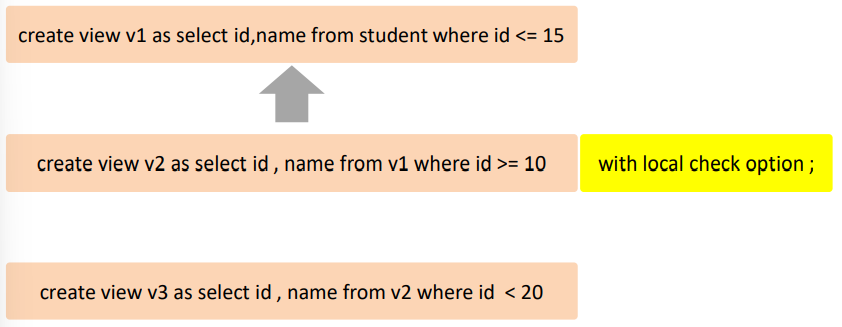 create view v1 as select id,name from student where id <= 15
create view v2 as select id , name from v1 where id >= 10 with local check option ;
create view v3 as select id , name from v2 where id < 20